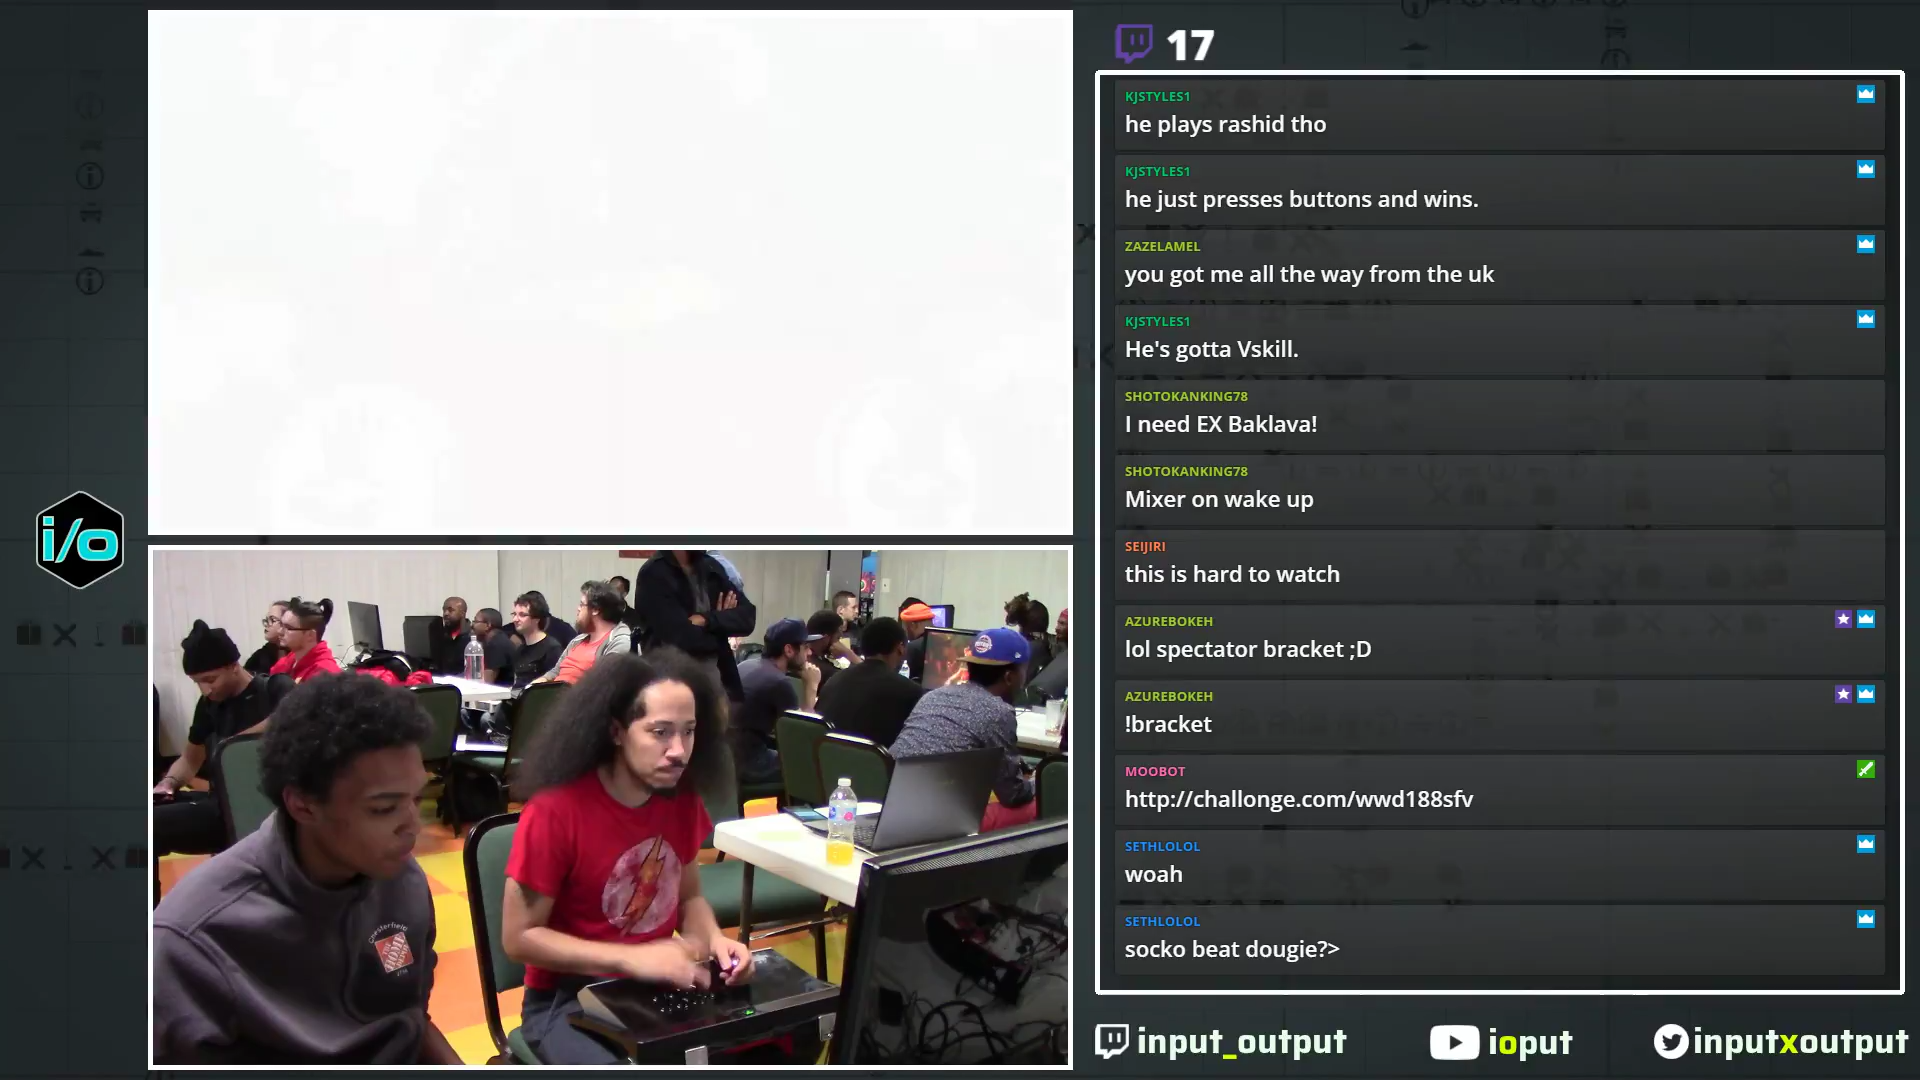 17
KJSTYLES1
he plays rashid tho
KJSTYLES1
he just presses buttons and wins.
ZAZELAMEL
you got me all the way from the uk
KJSTYLES1
He's gotta Vskill.
SHOTOKANKING78
I need EX Baklava!
SHOTOKANKING78
Mixer on wake up
SEIJIRI
this is hard to watch
AZUREBOKEH
lol spectator bracket ;D
AZUREBOKEH
!bracket
MOOBOT
http://challonge.com/wwd188sfv
SETHLOLOL
woah
SETHLOLOL
socko beat dougie?>
i/o
Chesterfield
input_output
ioput
inputxoutput